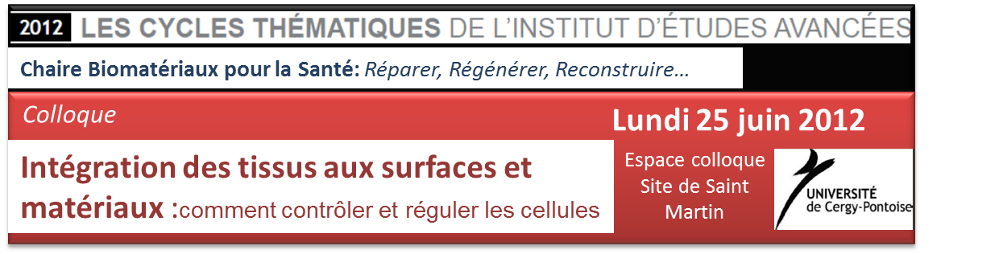 2012 LES CYCLES THÉMATIQUES DE L'INSTITUT D'ÉTUDES AVANCÉES
Chaire Biomatériaux pour la Santé: Réparer, Régénérer, Reconstruire…
Colloque
Lundi 25 juin 2012
Intégration des tissus aux surfaces et
matériaux :comment contrôler et réguler les cellules
Espace colloque
Site de Saint
Martin
UNIVERSITÉ
de Cergy-Pontoise